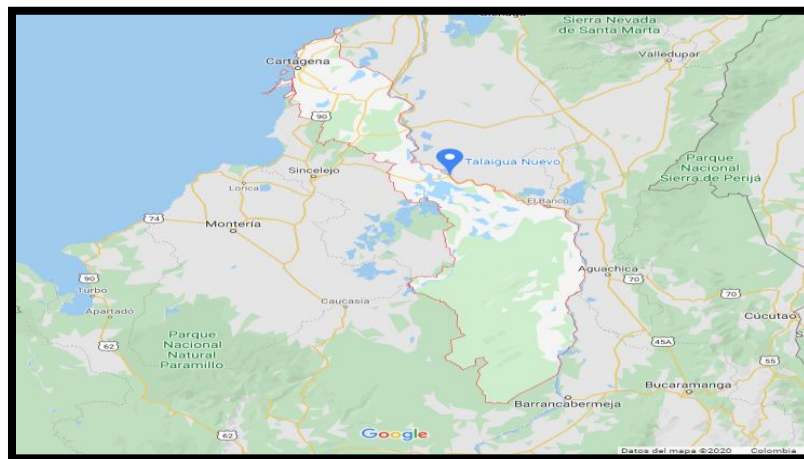 Sierra Nevada
de Santa Marta
Valledupar
Cartagena
90
Talaigua Nuevo
Parque
Nacional
Sierra de Perijá
Sincelejo
Lorica
El Banco
74
Montería
90
Turbo
Apartadó
Aguachica
70
70
Caucasia
Cúcuta
62
Parque
Nacional
Natural
Paramillo
45A
55
Bucaramanga
Barrancabermeja
62
Google
Datos del mapa ©2020
Colombia